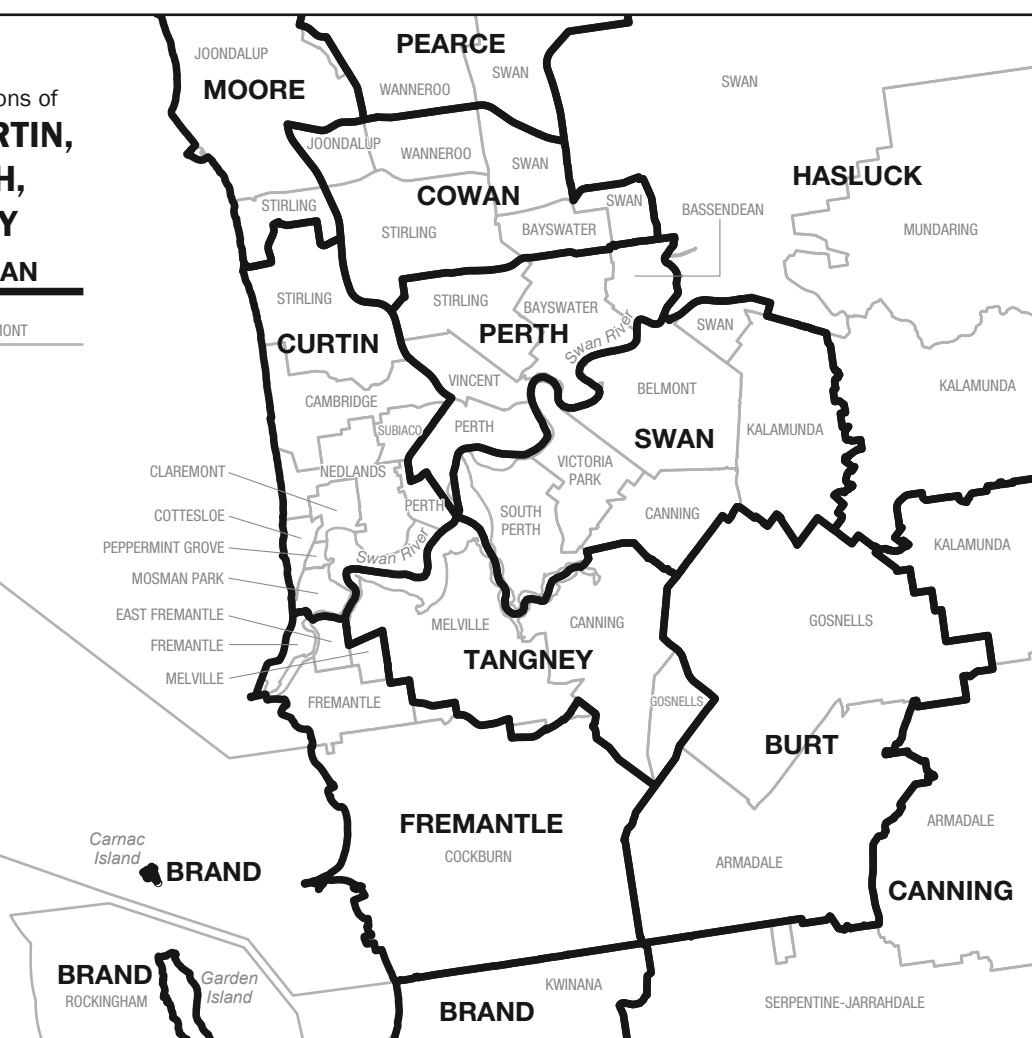 ons of
RTIN,
H,
Y
AN
MONT
JOONDALUP
MOORE
PEARCE
WANNEROO
SWAN
SWAN
JOONDALUP
WANNEROO
SWAN
COWAN
STIRLING
STIRLING
BAYSWATER
SWAN
BASSENDEAN
HASLUCK
MUNDARING
STIRLING
CURTIN
STIRLING
BAYSWATER
PERTH
Swan River
SWAN
VINCENT
BELMONT
KALAMUNDA
CAMBRIDGE
SUBIACO
PERTH
SWAN
KALAMUNDA
CLAREMONT
NEDLANDS
VICTORIA
PARK
COTTESLOE
PERTH
SOUTH
PERTH
CANNING
PEPPERMINT GROVE
Swan River
KALAMUNDA
MOSMAN PARK
EAST FREMANTLE
MELVILLE
CANNING
GOSNELLS
FREMANTLE
TANGNEY
MELVILLE
FREMANTLE
GOSNELLS
BURT
FREMANTLE
COCKBURN
ARMADALE
ARMADALE
CANNING
Carnac
Island
BRAND
BRAND
ROCKINGHAM
Garden
Island
KWINANA
BRAND
SERPENTINE-JARRAHDALE